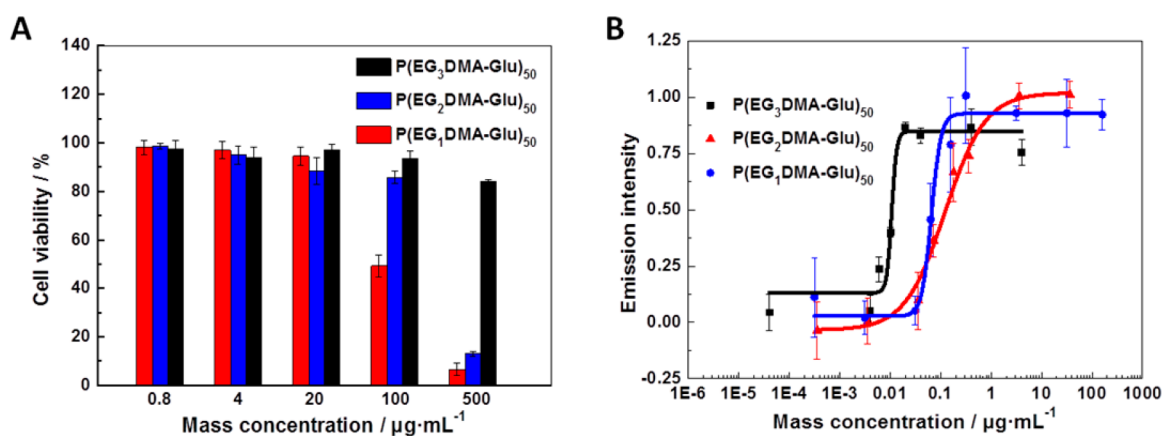 A
140
120
100
80
60
40
20
0
Cell viability / %
P(EG₃DMA-Glu)₅₀
P(EG₂DMA-Glu)₅₀
P(EG₁DMA-Glu)₅₀
0.8 4 20 100 500
Mass concentration / µg·mL⁻¹
B
1.25
1.00
0.75
0.50
0.25
0.00
-0.25
Emission intensity
P(EG₃DMA-Glu)₅₀
P(EG₂DMA-Glu)₅₀
P(EG₁DMA-Glu)₅₀
1E-6 1E-5 1E-4 1E-3 0.01 0.1 1 10 100 1000
Mass concentration / µg·mL⁻¹